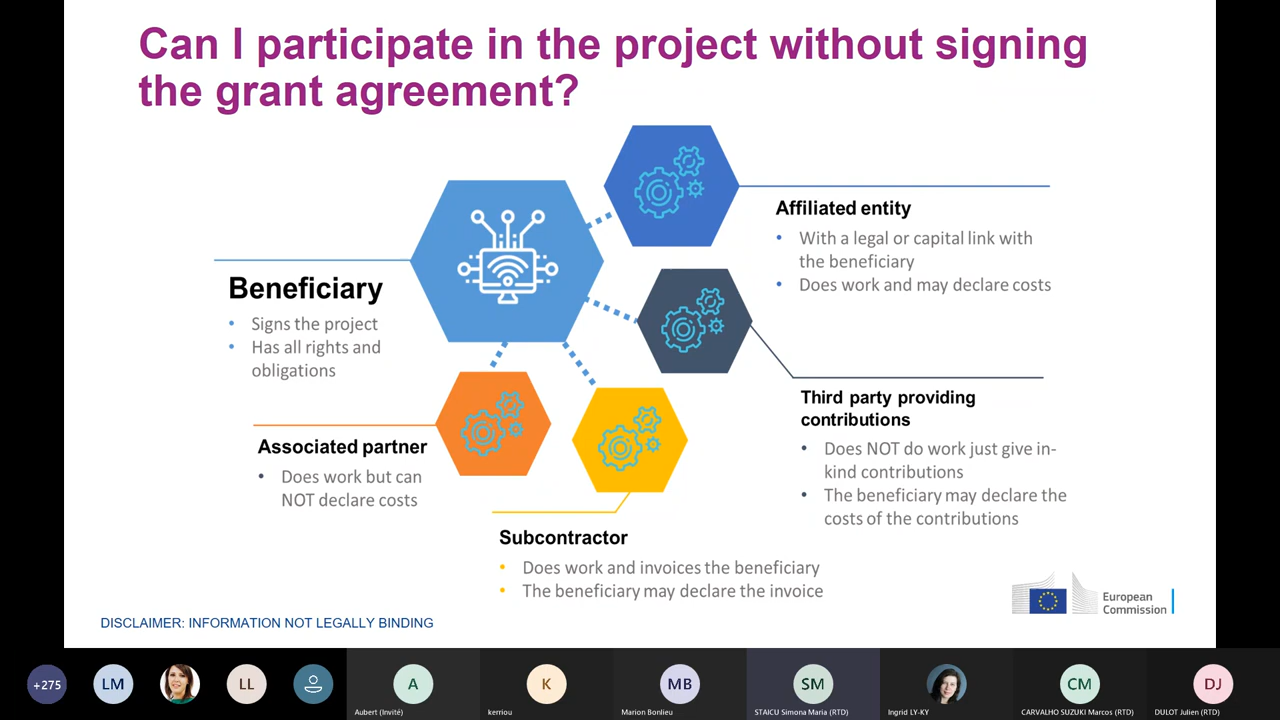 Can I participate in the project without signing
the grant agreement?
Beneficiary
• Signs the project
• Has all rights and
obligations
Affiliated entity
• With a legal or capital link with
the beneficiary
• Does work and may declare costs
Third party providing
contributions
• Does NOT do work just give in-
kind contributions
• The beneficiary may declare the
costs of the contributions
Associated partner
• Does work but can
NOT declare costs
Subcontractor
• Does work and invoices the beneficiary
• The beneficiary may declare the invoice
European
Commission
DISCLAIMER: INFORMATION NOT LEGALLY BINDING
+275
LM
LL
A
Aubert (Invité)
K
kerriou
MB
Marion Bonlieu
SM
STAICU Simona Maria (RTD)
Ingrid LY-KY
CM
CARVALHO SUZUKI Marcos (RTD)
DJ
DULOT Julien (RTD)